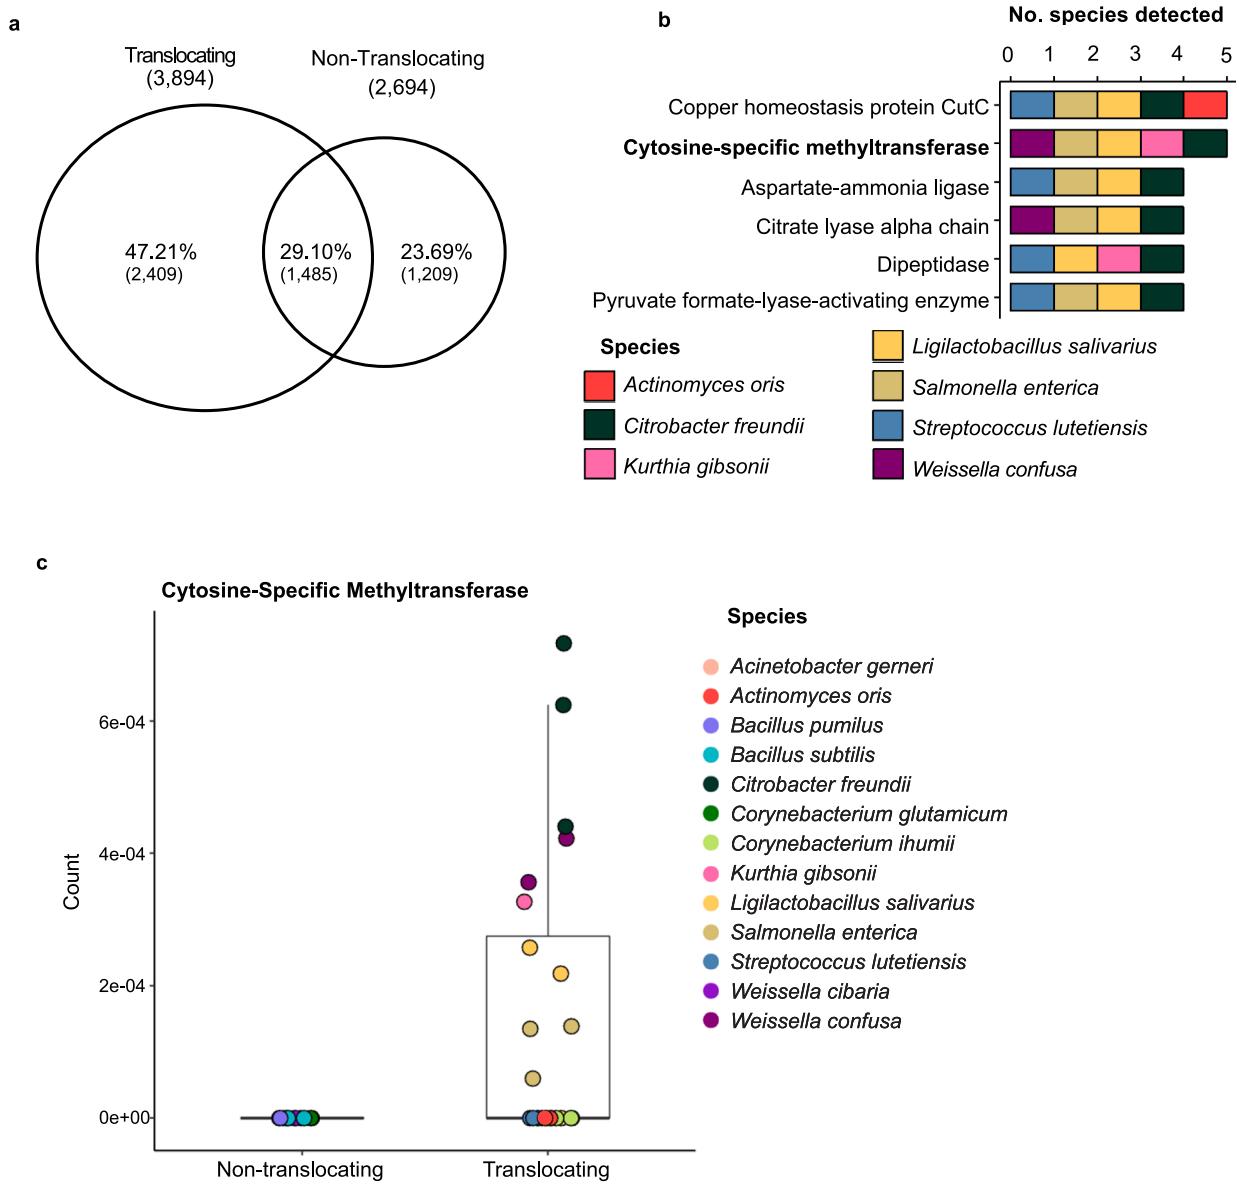 a
Translocating
(3,894)
Non-Translocating
(2,694)
47.21%
(2,409)
29.10%
(1,485)
23.69%
(1,209)
b
No. species detected
0 1 2 3 4 5
Copper homeostasis protein CutC
Cytosine-specific methyltransferase
Aspartate-ammonia ligase
Citrate lyase alpha chain
Dipeptidase
Pyruvate formate-lyase-activating enzyme
Species
Actinomyces oris
Citrobacter freundii
Kurthia gibsonii
Ligilactobacillus salivarius
Salmonella enterica
Streptococcus lutetiensis
Weissella confusa
c
Cytosine-Specific Methyltransferase
Count
6e-04
4e-04
2e-04
0e+00
Non-translocating
Translocating
Species
Acinetobacter gerneri
Actinomyces oris
Bacillus pumilus
Bacillus subtilis
Citrobacter freundii
Corynebacterium glutamicum
Corynebacterium ihumii
Kurthia gibsonii
Ligilactobacillus salivarius
Salmonella enterica
Streptococcus lutetiensis
Weissella cibaria
Weissella confusa